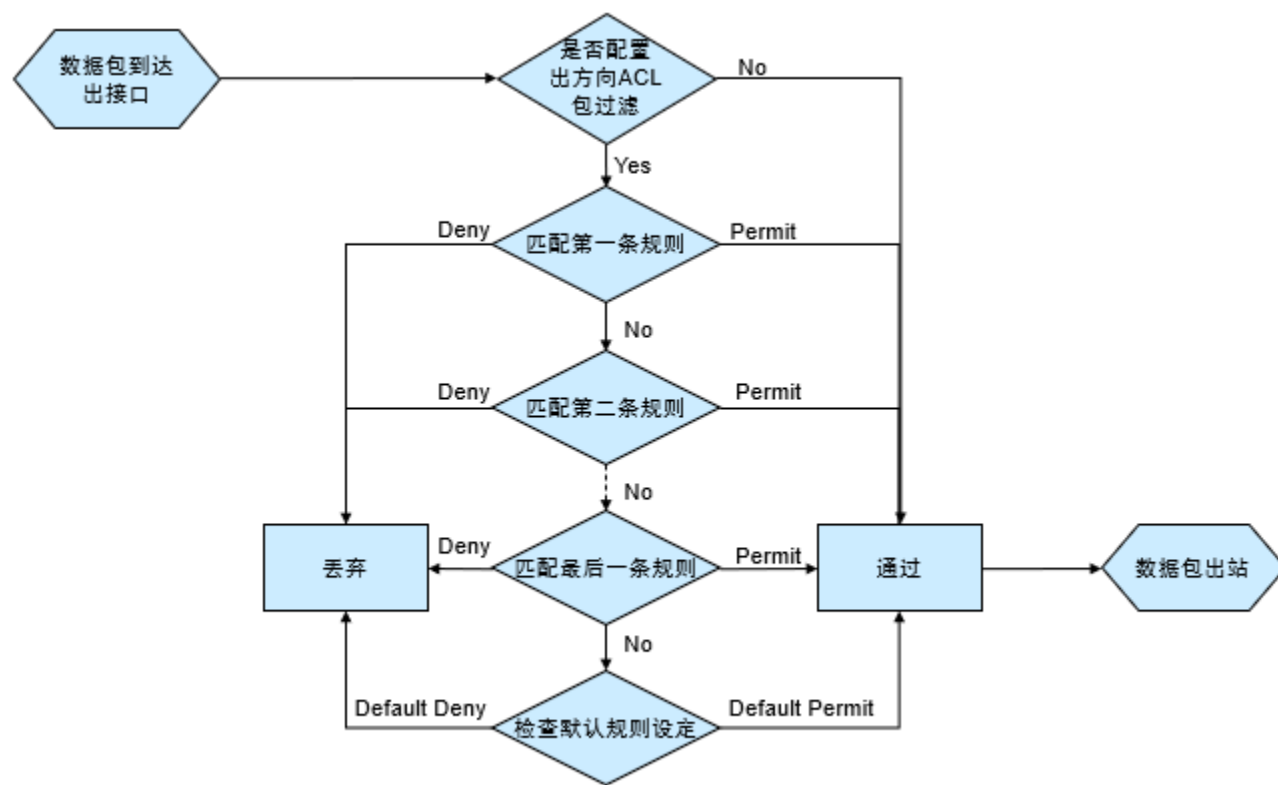 数据包到达
出接口
是否配置
出方向ACL
包过滤
No
Yes
Deny
匹配第一条规则
Permit
No
Deny
匹配第二条规则
Permit
No
丢弃
Deny
匹配最后一条规则
Permit
通过
数据包出站
No
Default Deny
检查默认规则设定
Default Permit